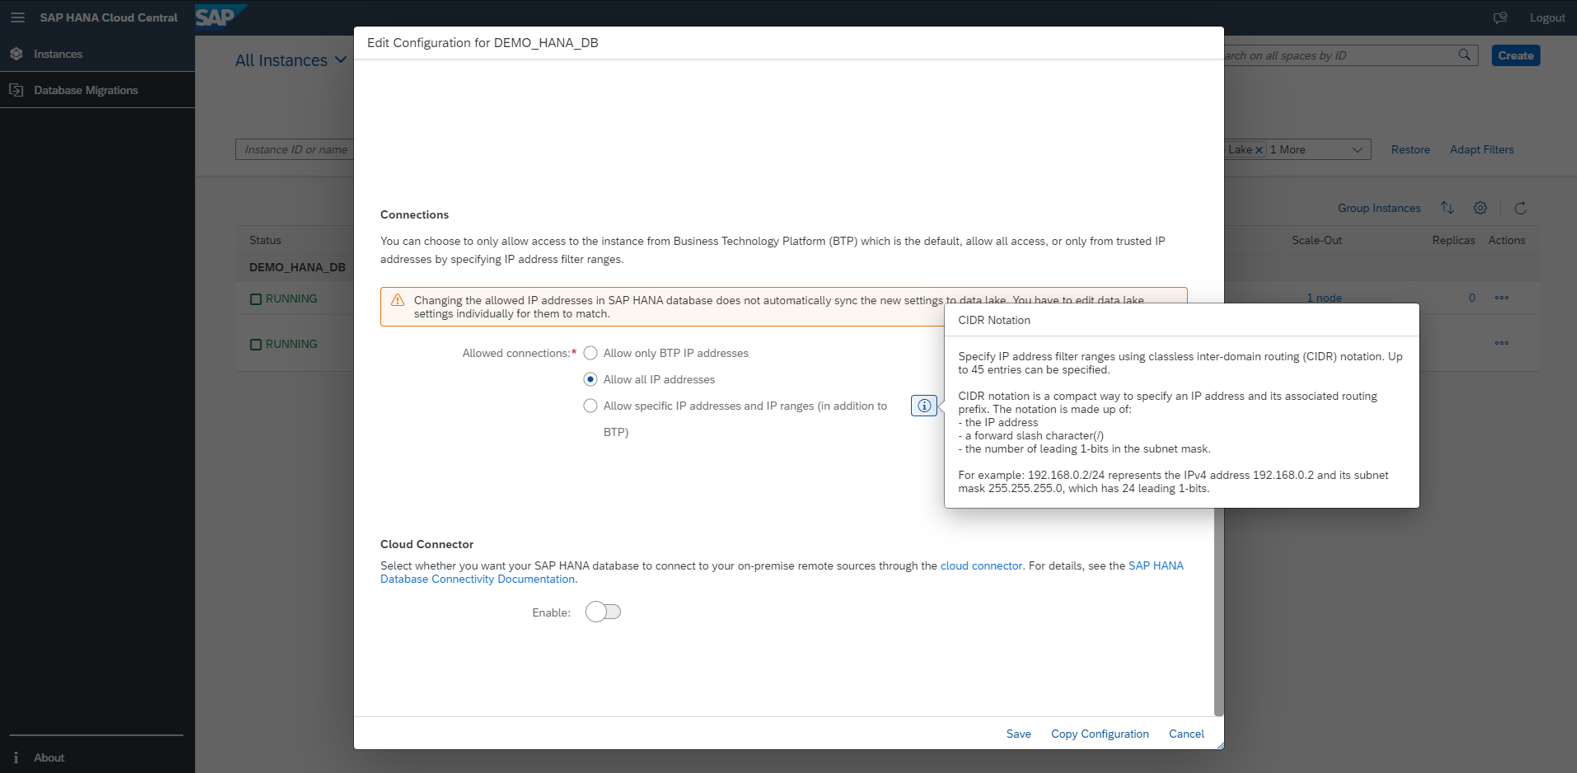 SAP HANA Cloud Central
SAP
Logout
Instances
Database Migrations
All Instances
arch on all spaces by ID
Create
Instance ID or name
Lake
1 More
Restore
Adapt Filters
Group Instances
Status
Scale-Out
Replicas
Actions
DEMO_HANA_DB
RUNNING
1 node
0
RUNNING
Edit Configuration for DEMO_HANA_DB
Connections
You can choose to only allow access to the instance from Business Technology Platform (BTP) which is the default, allow all access, or only from trusted IP
addresses by specifying IP address filter ranges.
Changing the allowed IP addresses in SAP HANA database does not automatically sync the new settings to data lake. You have to edit data lake
settings individually for them to match.
Allowed connections:*
Allow only BTP IP addresses
Allow all IP addresses
Allow specific IP addresses and IP ranges (in addition to
BTP)
CIDR Notation
Specify IP address filter ranges using classless inter-domain routing (CIDR) notation. Up
to 45 entries can be specified.
CIDR notation is a compact way to specify an IP address and its associated routing
prefix. The notation is made up of:
- the IP address
- a forward slash character(/)
- the number of leading 1-bits in the subnet mask.
For example: 192.168.0.2/24 represents the IPv4 address 192.168.0.2 and its subnet
mask 255.255.255.0, which has 24 leading 1-bits.
Cloud Connector
Select whether you want your SAP HANA database to connect to your on-premise remote sources through the cloud connector. For details, see the SAP HANA
Database Connectivity Documentation.
Enable:
Save
Copy Configuration
Cancel
About